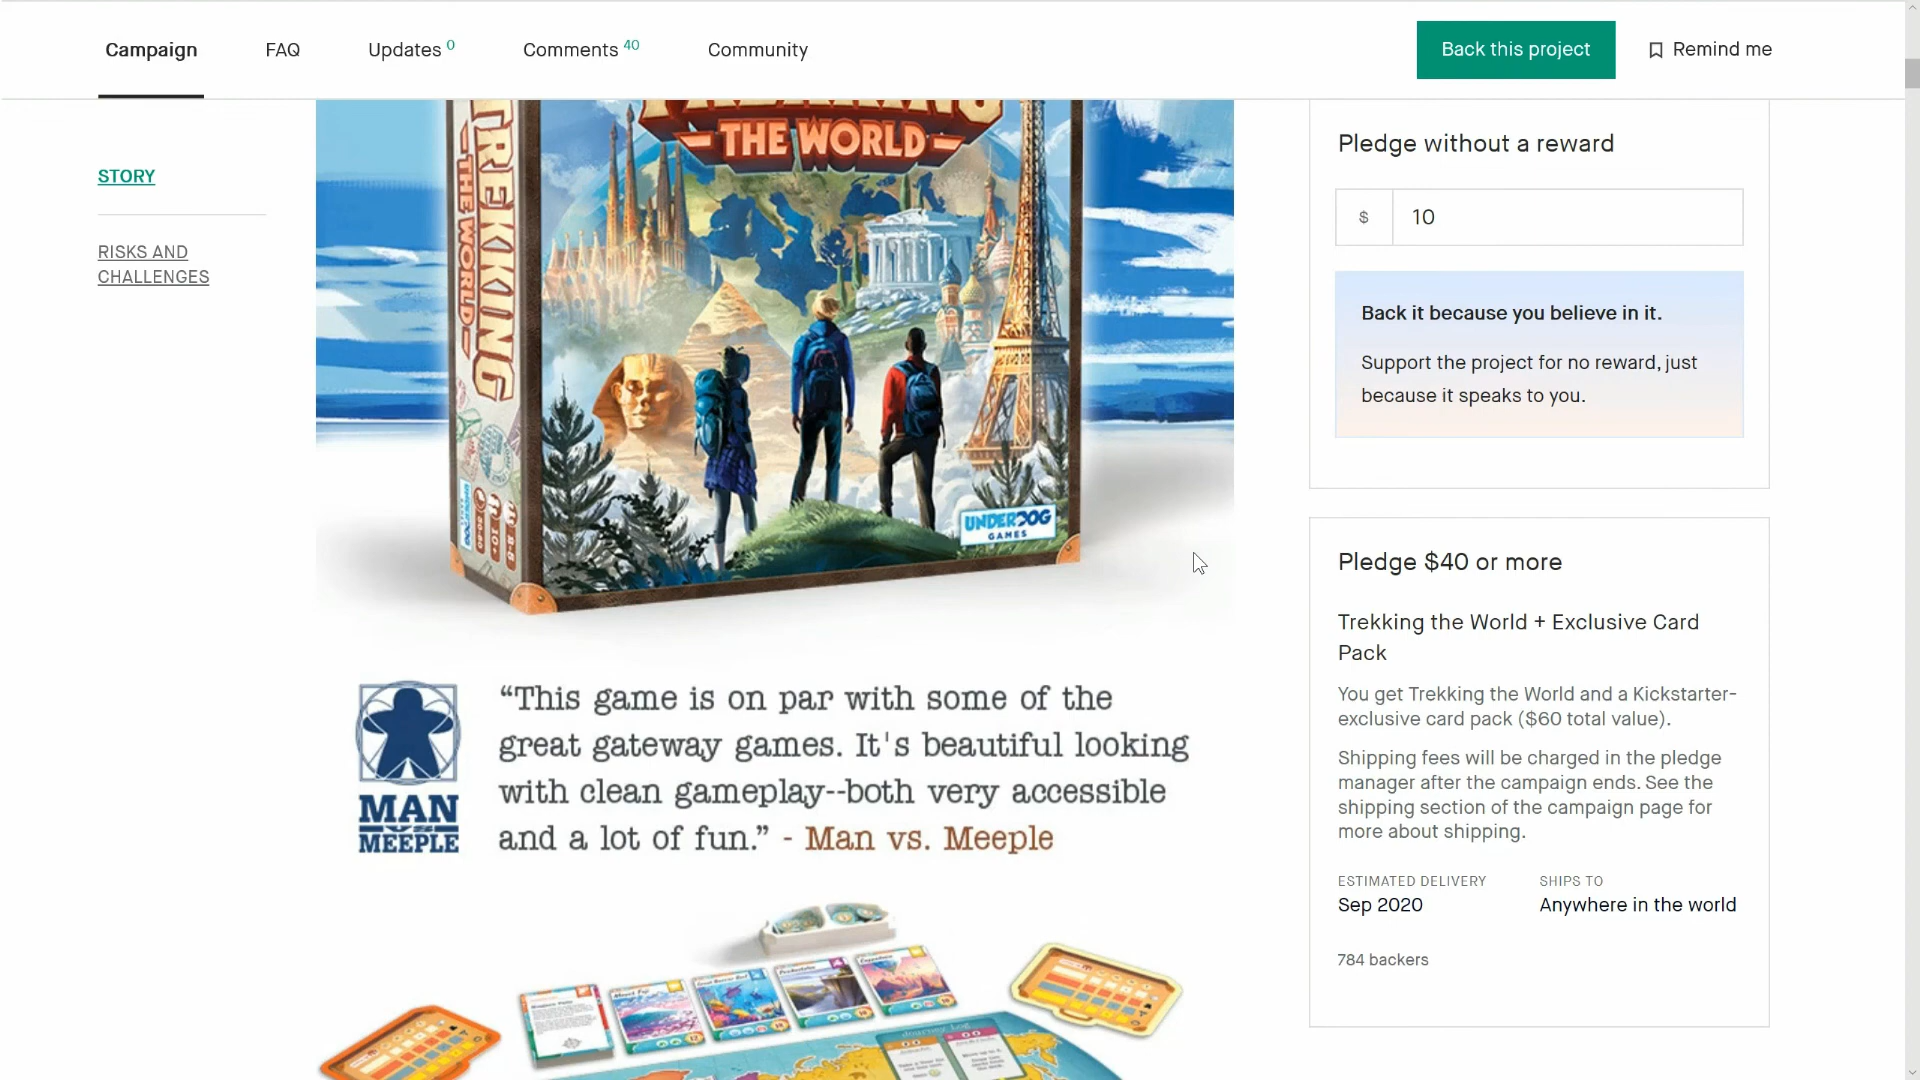 Campaign
FAQ
Updates 0
Comments 40
Community
Back this project
Remind me
STORY
RISKS AND
CHALLENGES
THE WORLD
TREKKING
THE WORLD
UNDERDOG
GAMES
10+
MAN
VS
MEEPLE
“This game is on par with some of the
great gateway games. It's beautiful looking
with clean gameplay--both very accessible
and a lot of fun.” - Man vs. Meeple
Journey Log
Pledge without a reward
$ 10
Back it because you believe in it.
Support the project for no reward, just
because it speaks to you.
Pledge $40 or more
Trekking the World + Exclusive Card
Pack
You get Trekking the World and a Kickstarter-
exclusive card pack ($60 total value).
Shipping fees will be charged in the pledge
manager after the campaign ends. See the
shipping section of the campaign page for
more about shipping.
ESTIMATED DELIVERY
Sep 2020
SHIPS TO
Anywhere in the world
784 backers